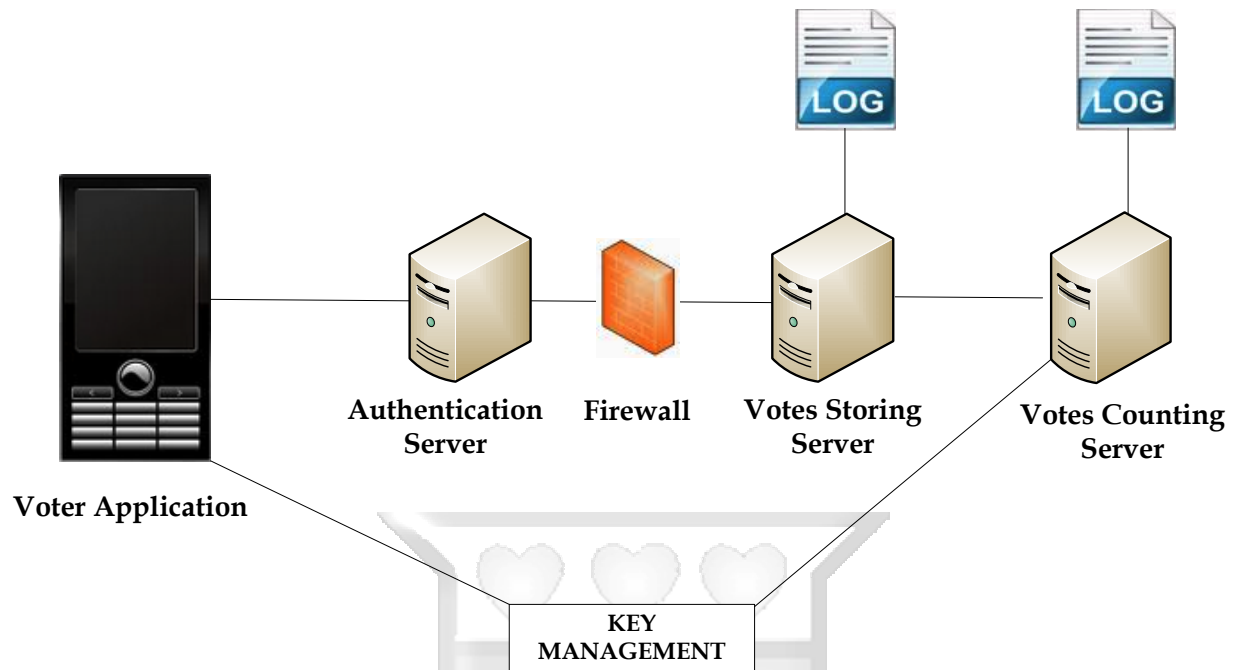 LOG
LOG
Authentication
Server
Firewall
Votes Storing
Server
Votes Counting
Server
Voter Application
KEY
MANAGEMENT